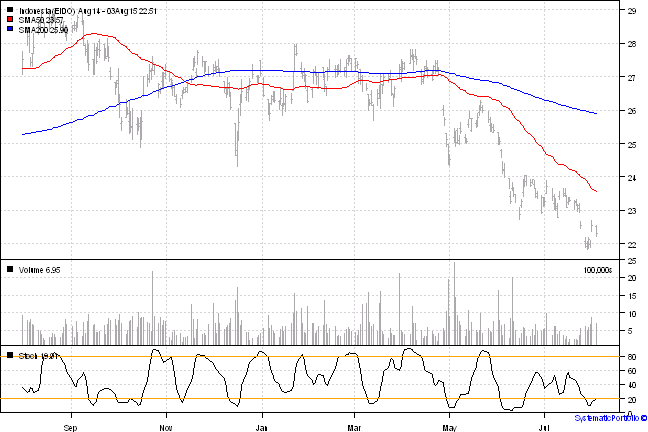 Indonesia(EIDO) Aug14 - 03Aug15 22.51
SMA50 23.57
SMA200 25.90
29
28
27
26
25
24
23
22
Volume 6.95
100,000s
25
20
15
10
5
80
60
40
20
0
Sep
Nov
Jan
Mar
May
Jul
SystematicPortfolio ©